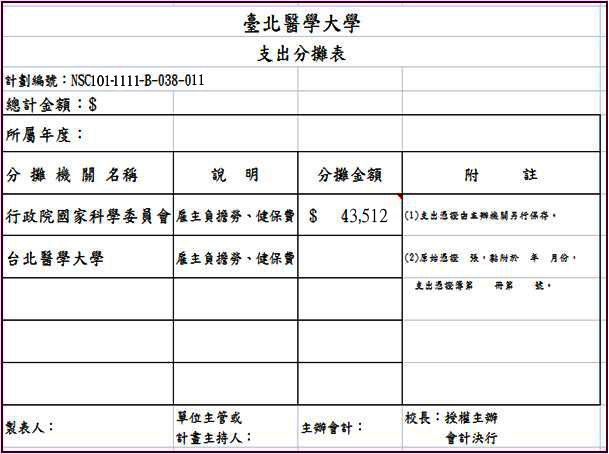 臺北醫學大學
支出分攤表
計劃編號：NSC101-1111-B-038-011
總計金額：$
所屬年度：
分 攤 機 關 名稱 說 明 分攤金額 附 註
行政院國家科學委員會 雇主負擔勞、健保費 $ 43,512 (1)支出憑證由主辦機關另行保存。
台北醫學大學 雇主負擔勞、健保費 (2)原始憑證 張，黏附於 年 月份，
支出憑證簿第 冊第 號。
製表人： 單位主管或 主辦會計： 校長：授權主辦
計畫主持人： 會計決行